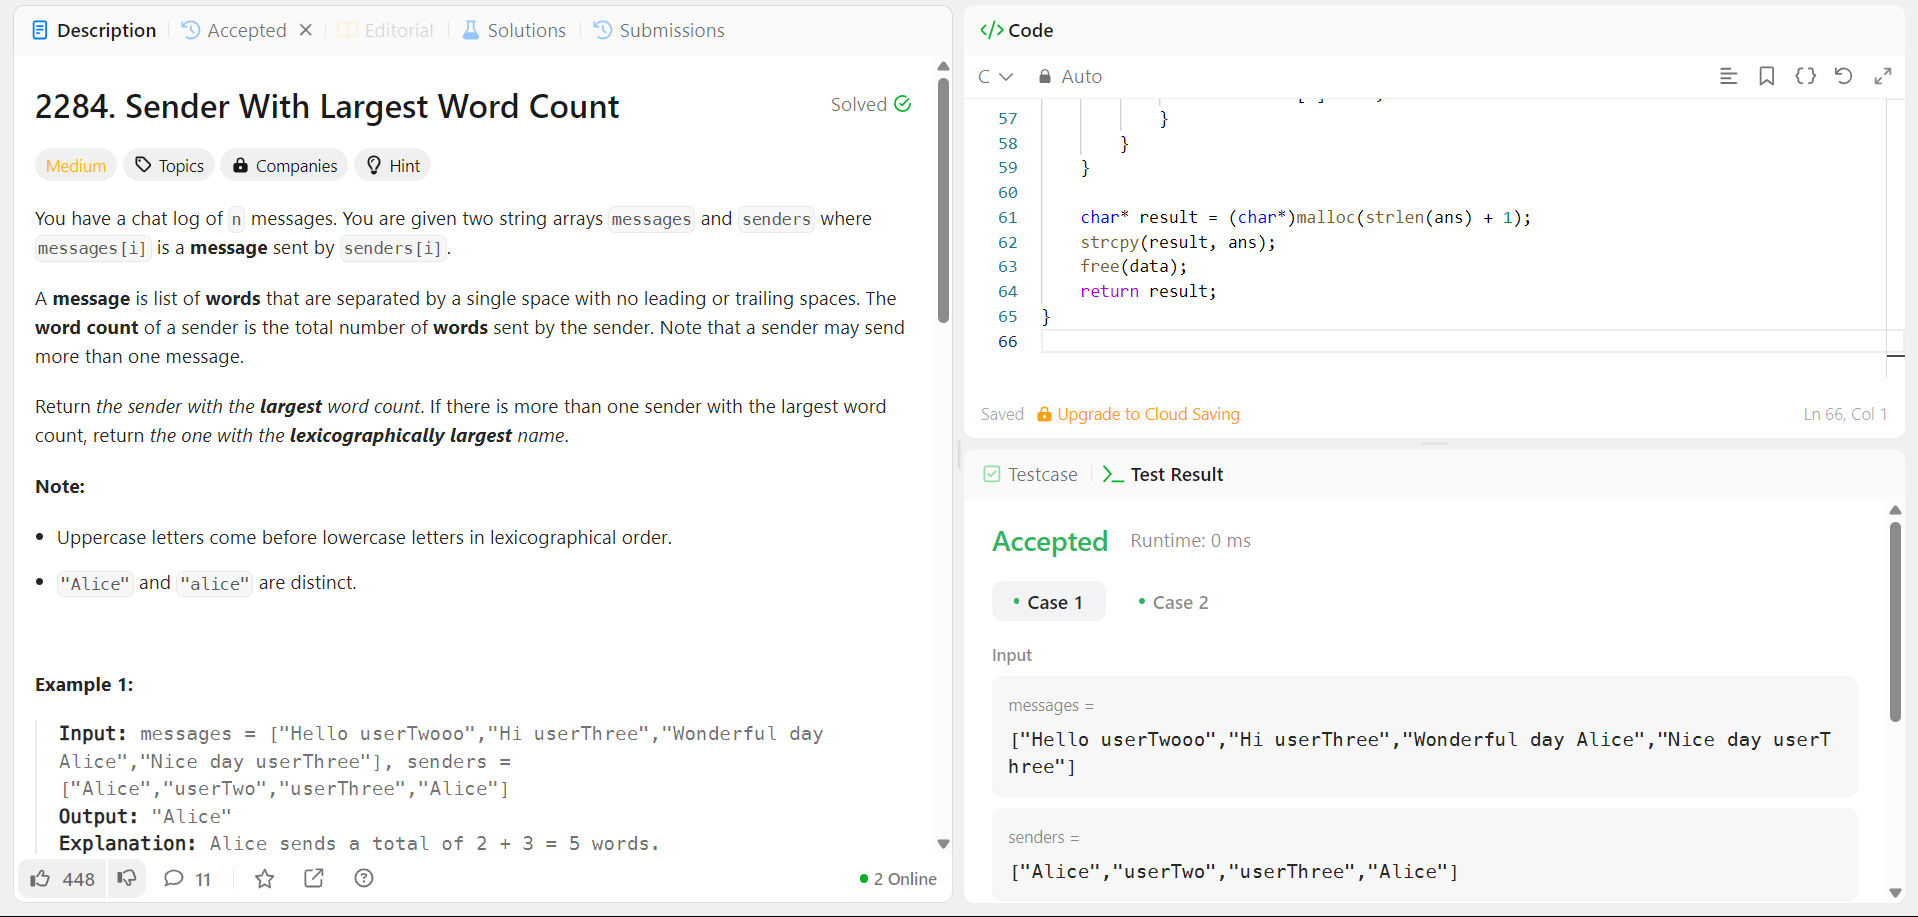 Description
Accepted
Editorial
Solutions
Submissions
2284. Sender With Largest Word Count
Solved
Medium
Topics
Companies
Hint
You have a chat log of n messages. You are given two string arrays messages and senders where
messages[i] is a message sent by senders[i].
A message is list of words that are separated by a single space with no leading or trailing spaces. The
word count of a sender is the total number of words sent by the sender. Note that a sender may send
more than one message.
Return the sender with the largest word count. If there is more than one sender with the largest word
count, return the one with the lexicographically largest name.
Note:
Uppercase letters come before lowercase letters in lexicographical order.
"Alice" and "alice" are distinct.
Example 1:
Input: messages = ["Hello userTwooo","Hi userThree","Wonderful day
Alice","Nice day userThree"], senders =
["Alice","userTwo","userThree","Alice"]
Output: "Alice"
Explanation: Alice sends a total of 2 + 3 = 5 words.
448
11
2 Online
</> Code
C
Auto
57 }
58 }
59 }
60
61 char* result = (char*)malloc(strlen(ans) + 1);
62 strcpy(result, ans);
63 free(data);
64 return result;
65 }
66
Saved
Upgrade to Cloud Saving
Ln 66, Col 1
Testcase
Test Result
Accepted
Runtime: 0 ms
Case 1
Case 2
Input
messages =
["Hello userTwooo","Hi userThree","Wonderful day Alice","Nice day userT
hree"]
senders =
["Alice","userTwo","userThree","Alice"]